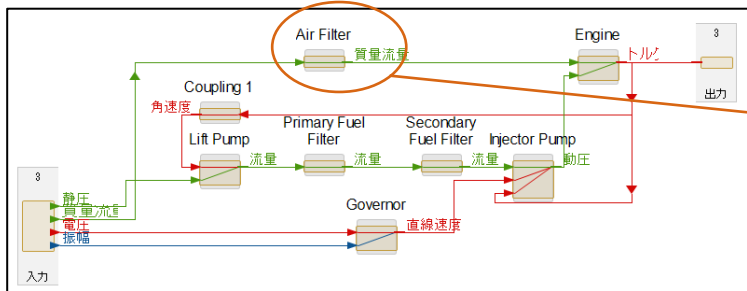 Air Filter
Engine
3
質量流量
トルク
出力
Coupling 1
角速度
Lift Pump
Primary Fuel
Filter
Secondary
Fuel Filter
Injector Pump
流量
流量
流量
動圧
3
静圧
質量流量
電圧
振幅
入力
Governor
直線速度